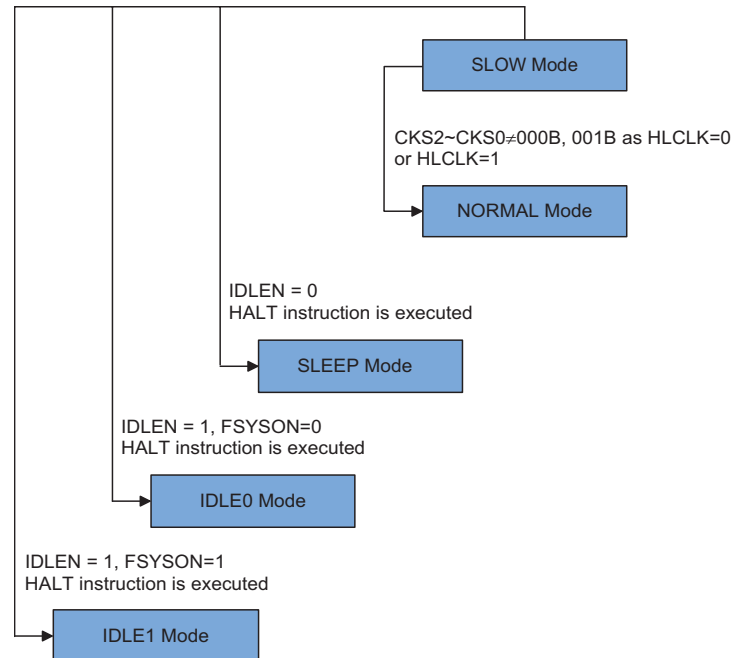 SLOW Mode
CKS2~CKS0≠000B, 001B as HLCLK=0
or HLCLK=1
NORMAL Mode
IDLEN = 0
HALT instruction is executed
SLEEP Mode
IDLEN = 1, FSYSON=0
HALT instruction is executed
IDLE0 Mode
IDLEN = 1, FSYSON=1
HALT instruction is executed
IDLE1 Mode